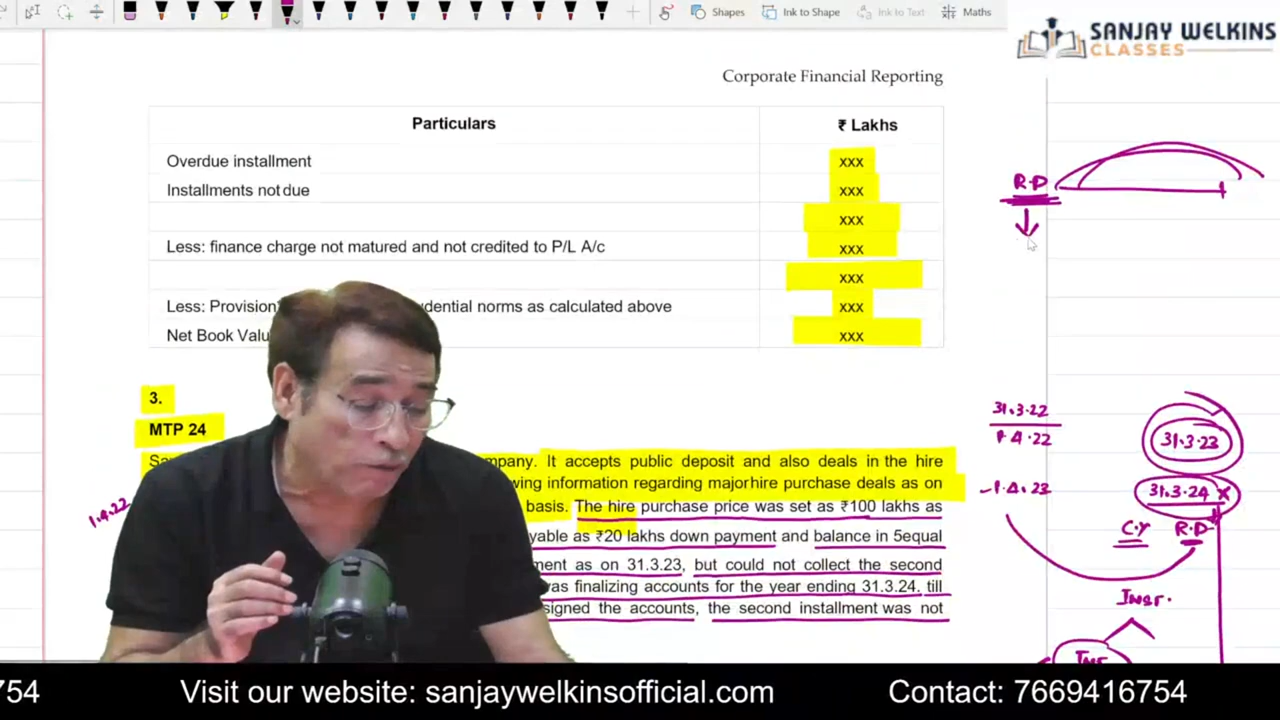 Shapes
Ink to Shape
Ink to Text
Maths
SANJAY WELKINS
CLASSES
Corporate Financial Reporting
Particulars ₹ Lakhs
Overdue installment xxx
Installments not due xxx
xxx
Less: finance charge not matured and not credited to P/L A/c xxx
xxx
Less: Provision dential norms as calculated above xxx
Net Book Valu xxx
R.D
3.
MTP 24
31.3.22
1.4.22
31.3.23
1.4.23
31.3.24 x
C.Y R.D
Inst.
Int
1.4.22
mpany. It accepts public deposit and also deals in the hire
wing information regarding major hire purchase deals as on
basis. The hire purchase price was set as ₹100 lakhs as
yable as ₹20 lakhs down payment and balance in 5equal
ment as on 31.3.23, but could not collect the second
was finalizing accounts for the year ending 31.3.24. till
signed the accounts, the second installment was not
754 Visit our website: sanjaywelkinsofficial.com Contact: 7669416754